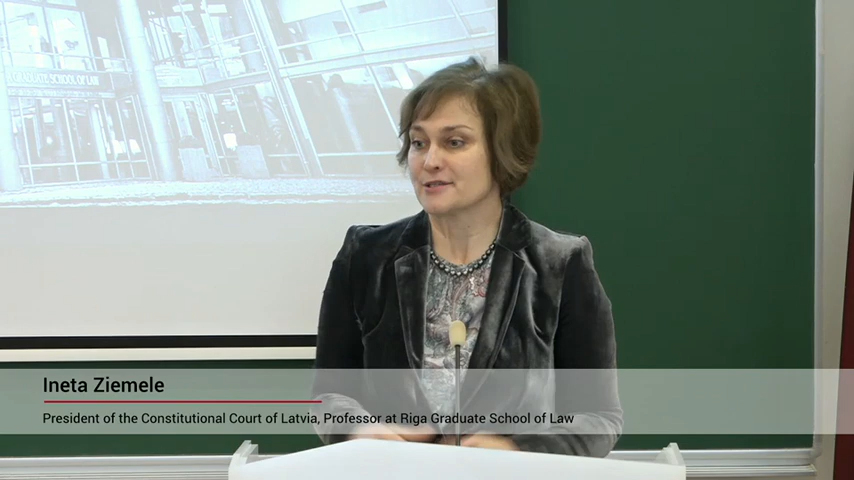 GRADUATE SCHOOL OF LAW
Ineta Ziemele
President of the Constitutional Court of Latvia, Professor at Riga Graduate School of Law